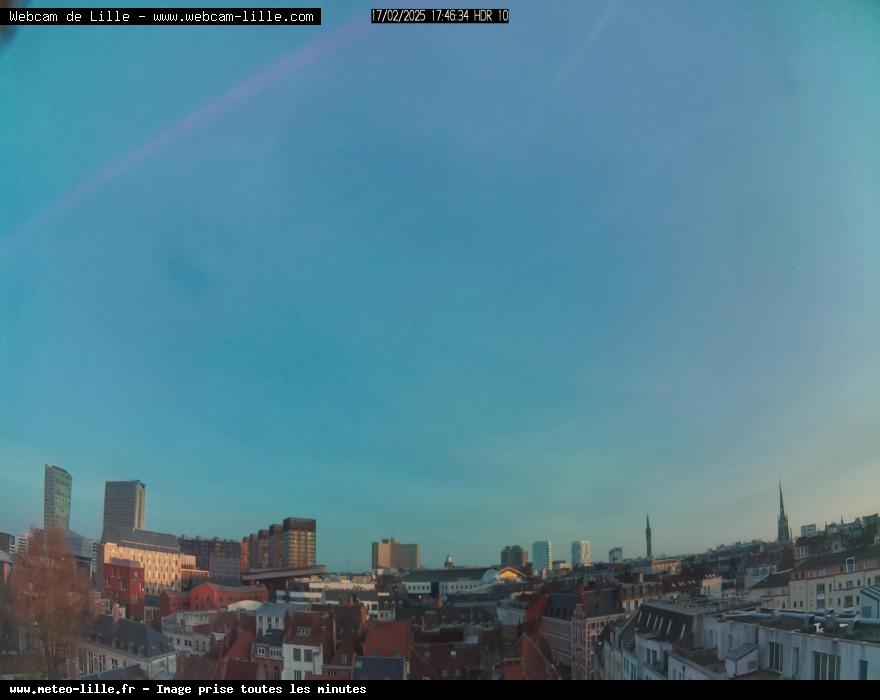 Webcam de Lille - www.webcam-lille.com
17/02/2025 17:46:34 HDR 10
www.meteo-lille.fr - Image prise toutes les minutes